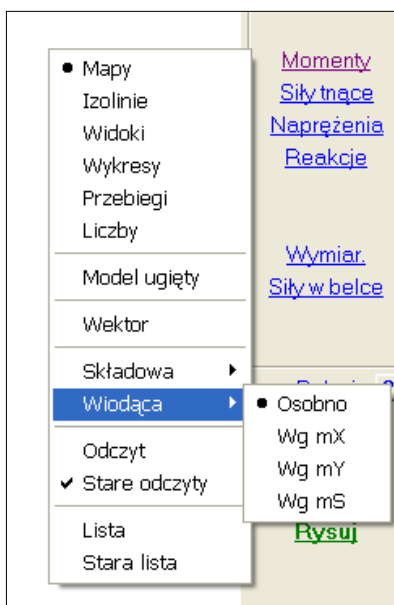 Mapy
Izolinie
Widoki
Wykresy
Przebiegi
Liczby
Model ugięty
Wektor
Składowa
Wiodąca
Odczyt
Stare odczyty
Lista
Stara lista
Osobno
Wg mX
Wg mY
Wg mS
Momenty
Siły tnące
Naprężenia
Reakcje
Wymiar.
Siły w belce
Rysuj